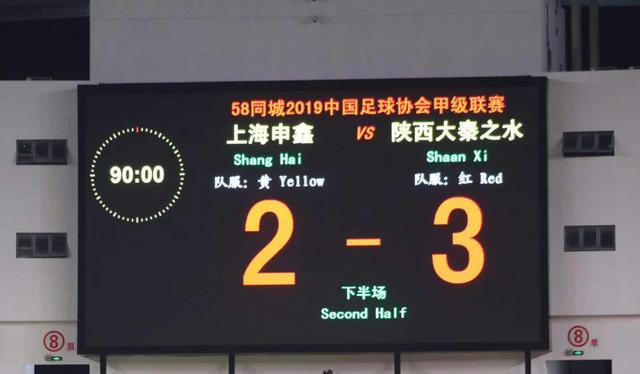 58同城2019中国足球协会甲级联赛
上海申鑫 VS 陕西大秦之水
Shang Hai Shaan Xi
队服：黄 Yellow 队服：红 Red
90:00
2 - 3
下半场
Second Half
8 双
8 单